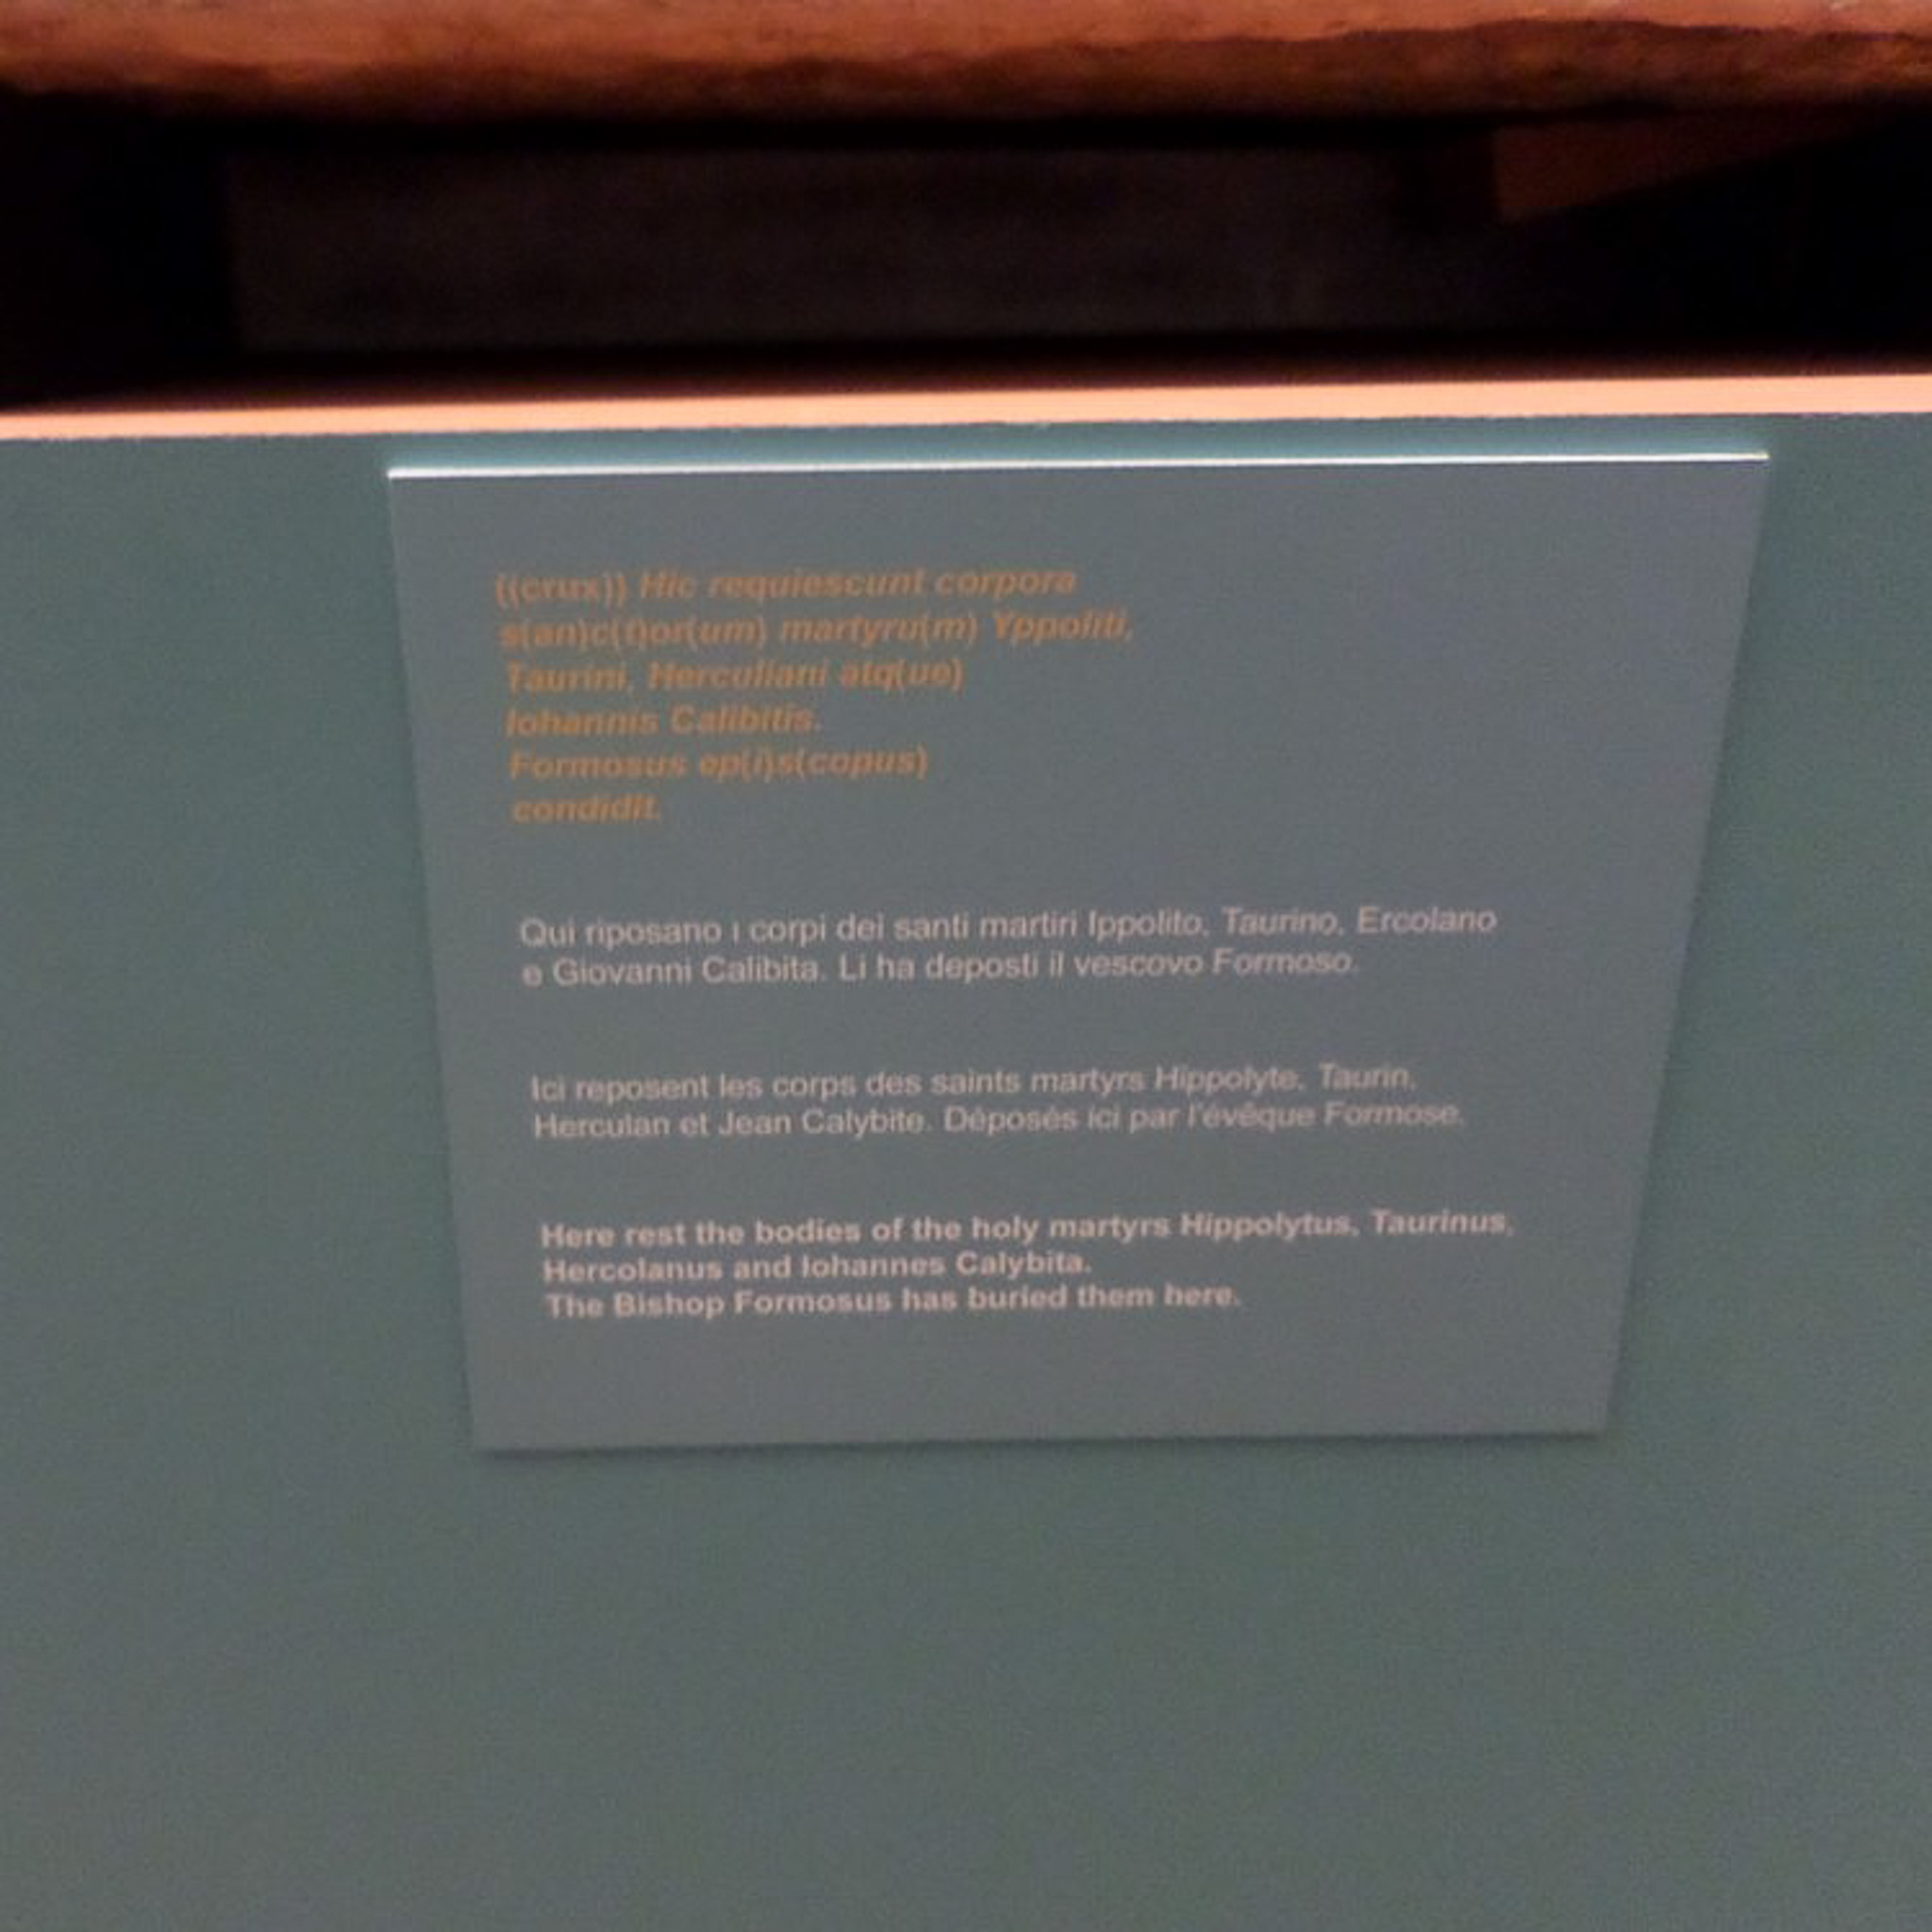 ((crux)) Hic requiescunt corpora
s(an)c(t)or(um) martyru(m) Yppoliti,
Taurini, Herculiani atq(ue)
Iohannis Calibitis.
Formosus ep(i)s(copus)
condidit.
Qui riposano i corpi dei santi martiri Ippolito, Taurino, Ercolano
e Giovanni Calibita. Li ha deposti il vescovo Formoso.
Ici reposent les corps des saints martyrs Hippolyte, Taurin,
Herculan et Jean Calybite. Déposés ici par l'évêque Formose.
Here rest the bodies of the holy martyrs Hippolytus, Taurinus,
Hercolanus and Iohannes Calybita.
The Bishop Formosus has buried them here.